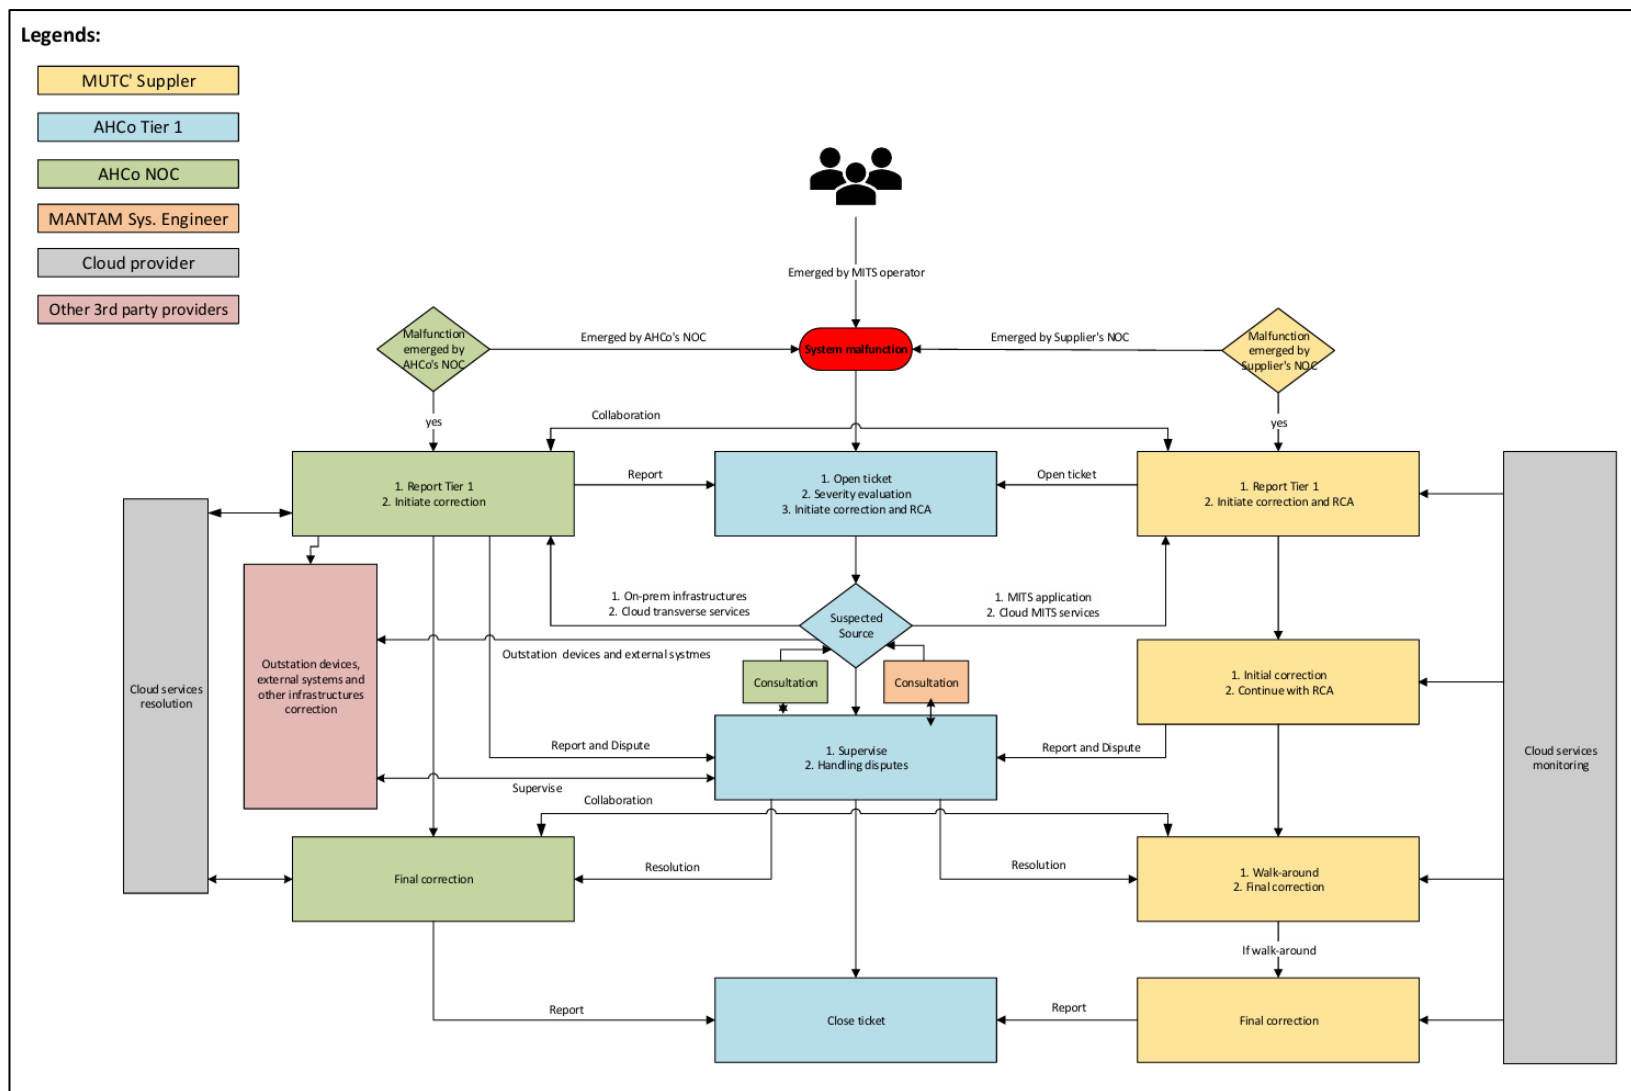 Legends:
MUTC' Suppler
AHCo Tier 1
AHCo NOC
MANTAM Sys. Engineer
Cloud provider
Other 3rd party providers
Emerged by MITS operator
Malfunction
emerged by
AHCo's NOC
Emerged by AHCo's NOC
System malfunction
Emerged by Supplier's NOC
Malfunction
emerged by
Supplier's NOC
yes
Collaboration
yes
1. Report Tier 1
2. Initiate correction
Report
1. Open ticket
2. Severity evaluation
3. Initiate correction and RCA
Open ticket
1. Report Tier 1
2. Initiate correction and RCA
1. On-prem infrastructures
2. Cloud transverse services
Suspected
Source
1. MITS application
2. Cloud MITS services
Outstation devices and external systmes
Outstation devices,
external systems and
other infrastructures
correction
Cloud services
resolution
Consultation
Consultation
1. Initial correction
2. Continue with RCA
Report and Dispute
1. Supervise
2. Handling disputes
Report and Dispute
Cloud services
monitoring
Supervise
Collaboration
Final correction
Resolution
Resolution
1. Walk-around
2. Final correction
If walk-around
Report
Close ticket
Report
Final correction